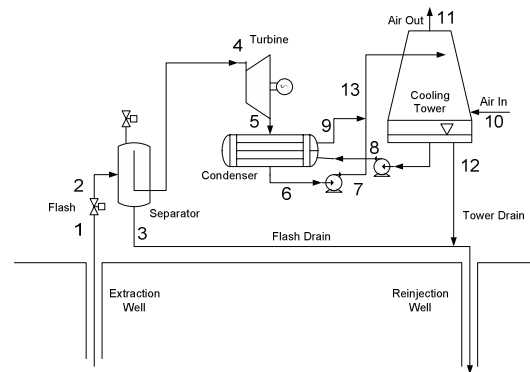 Air Out 11
4 Turbine
13
Cooling
Tower
Air In
10
5
9
8
12
Condenser
6
7
2
Flash
1
Separator
3
Flash Drain
Tower Drain
Extraction
Well
Reinjection
Well